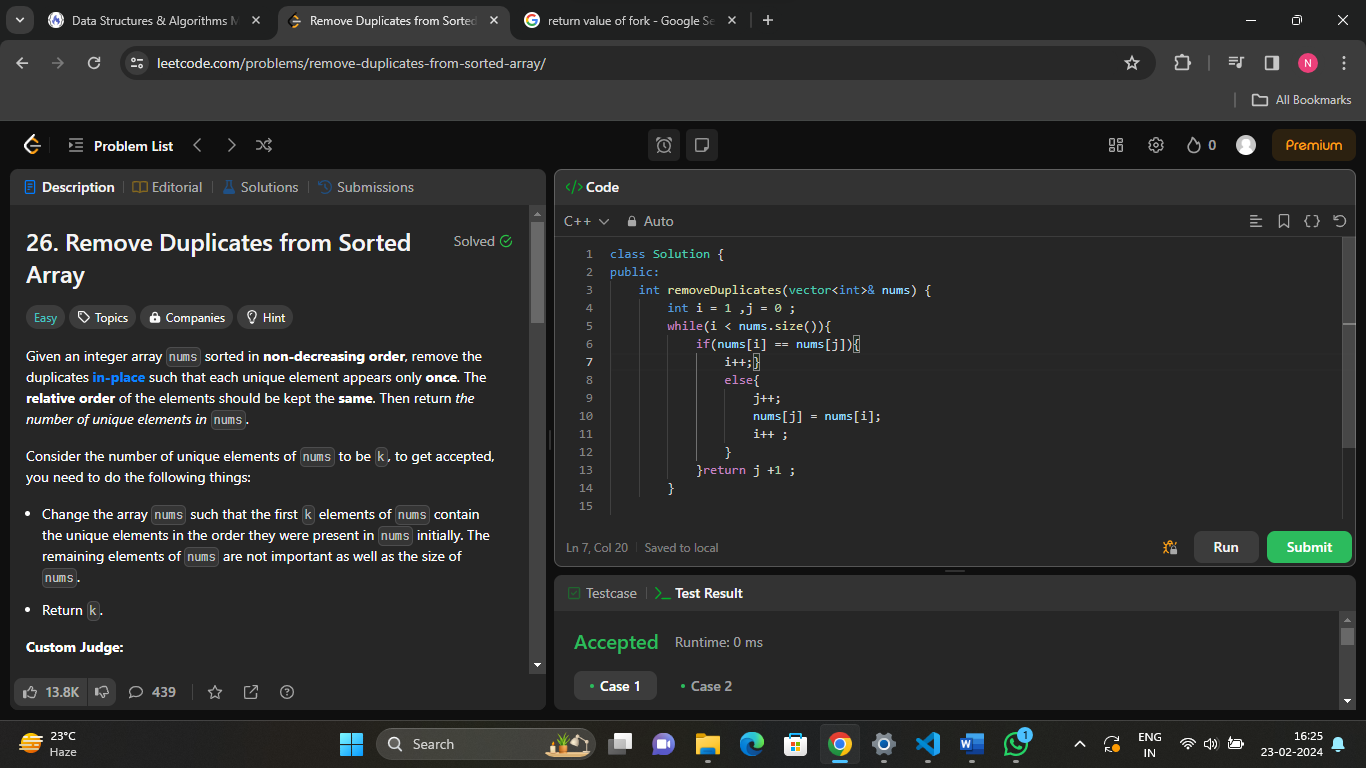 Data Structures & Algorithms M
Remove Duplicates from Sorted
return value of fork - Google Se
leetcode.com/problems/remove-duplicates-from-sorted-array/
N
All Bookmarks
Problem List
0
Premium
Description
Editorial
Solutions
Submissions
26. Remove Duplicates from Sorted
Array
Solved
Easy
Topics
Companies
Hint
Given an integer array nums sorted in non-decreasing order, remove the
duplicates in-place such that each unique element appears only once. The
relative order of the elements should be kept the same. Then return the
number of unique elements in nums.
Consider the number of unique elements of nums to be k, to get accepted,
you need to do the following things:
• Change the array nums such that the first k elements of nums contain
the unique elements in the order they were present in nums initially. The
remaining elements of nums are not important as well as the size of
nums.
• Return k.
Custom Judge:
13.8K
439
</> Code
C++
Auto
1 class Solution {
2 public:
3 int removeDuplicates(vector<int>& nums) {
4 int i = 1 ,j = 0 ;
5 while(i < nums.size()){
6 if(nums[i] == nums[j]){
7 i++;}
8 else{
9 j++;
10 nums[j] = nums[i];
11 i++ ;
12 }
13 }return j +1 ;
14 }
15
Ln 7, Col 20
Saved to local
Run
Submit
Testcase
Test Result
Accepted
Runtime: 0 ms
• Case 1
• Case 2
23°C
Haze
Search
1
ENG
IN
16:25
23-02-2024